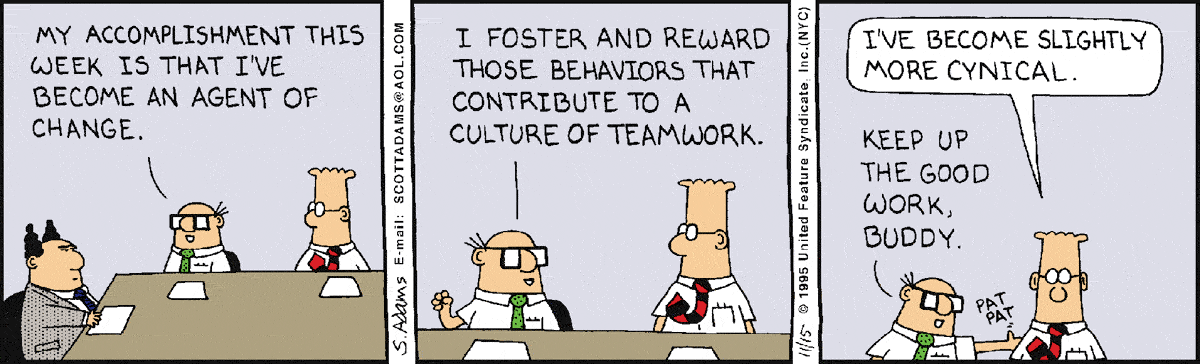 MY ACCOMPLISHMENT THIS
WEEK IS THAT I'VE
BECOME AN AGENT OF
CHANGE.
S. Adams E-mail: SCOTTADAMS@AOL.COM
I FOSTER AND REWARD
THOSE BEHAVIORS THAT
CONTRIBUTE TO A
CULTURE OF TEAMWORK.
11/15 © 1995 United Feature Syndicate, Inc.(NYC)
I'VE BECOME SLIGHTLY
MORE CYNICAL.
KEEP UP
THE GOOD
WORK,
BUDDY.
PAT
PAT